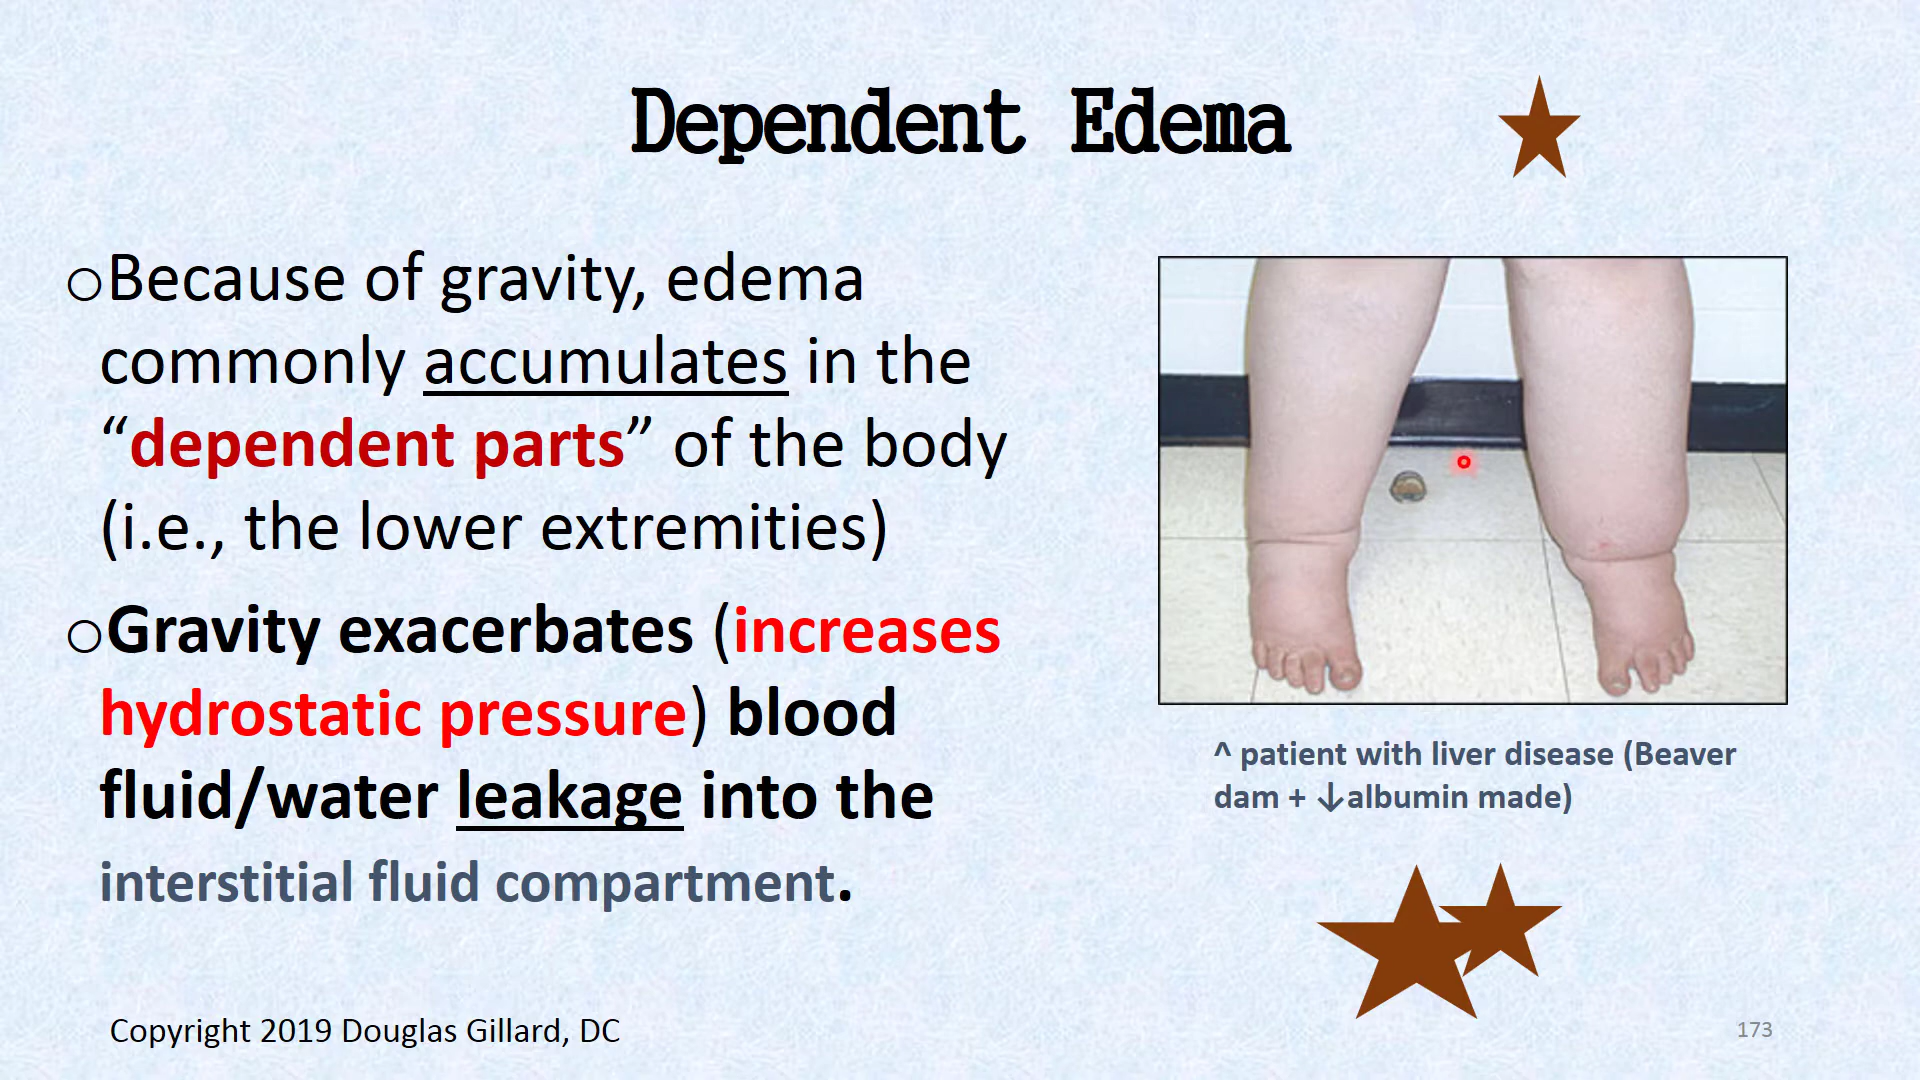 Dependent Edema
oBecause of gravity, edema
commonly accumulates in the
“dependent parts” of the body
(i.e., the lower extremities)
oGravity exacerbates (increases
hydrostatic pressure) blood
fluid/water leakage into the
interstitial fluid compartment.
^ patient with liver disease (Beaver
dam + ↓albumin made)
Copyright 2019 Douglas Gillard, DC
173